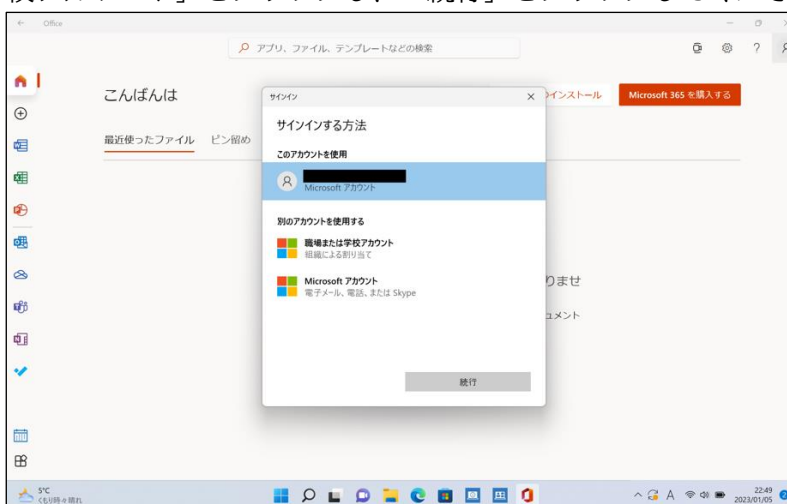 Office
アプリ、ファイル、テンプレートなどの検索
こんばんは
インストール
Microsoft 365 を購入する
最近使ったファイル
ピン留め
サインイン
サインインする方法
このアカウントを使用
Microsoft アカウント
別のアカウントを使用する
職場または学校アカウント
組織による割り当て
Microsoft アカウント
電子メール、電話、または Skype
りませ
ュメント
続行
5°C
くもり時々晴れ
A
22:49
2023/01/05